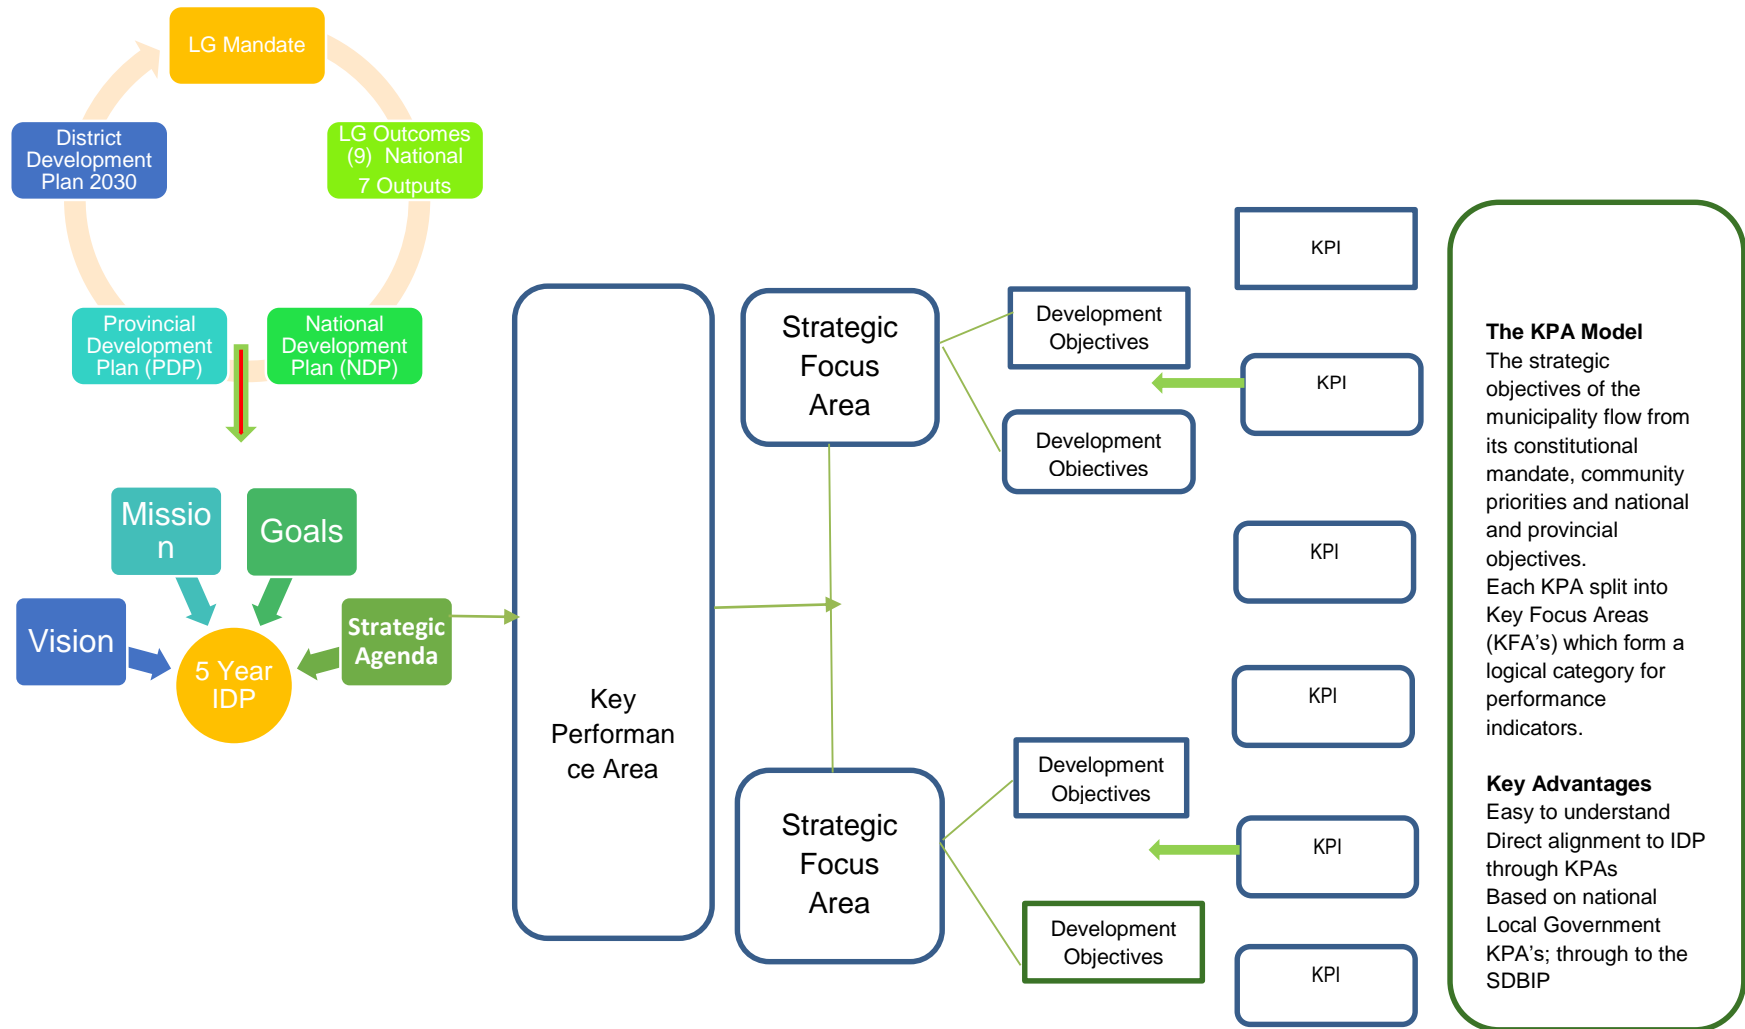 LG Mandate
District
Development
Plan 2030
LG Outcomes
(9) National
7 Outputs
Provincial
Development
Plan (PDP)
National
Development
Plan (NDP)
Missio
n
Goals
Vision
Strategic
Agenda
5 Year
IDP
Key
Performan
ce Area
Strategic
Focus
Area
Strategic
Focus
Area
Development
Objectives
Development
Obiectives
Development
Objectives
Development
Objectives
KPI
KPI
KPI
KPI
KPI
KPI
The KPA Model
The strategic
objectives of the
municipality flow from
its constitutional
mandate, community
priorities and national
and provincial
objectives.
Each KPA split into
Key Focus Areas
(KFA's) which form a
logical category for
performance
indicators.
Key Advantages
Easy to understand
Direct alignment to IDP
through KPAs
Based on national
Local Government
KPA's; through to the
SDBIP